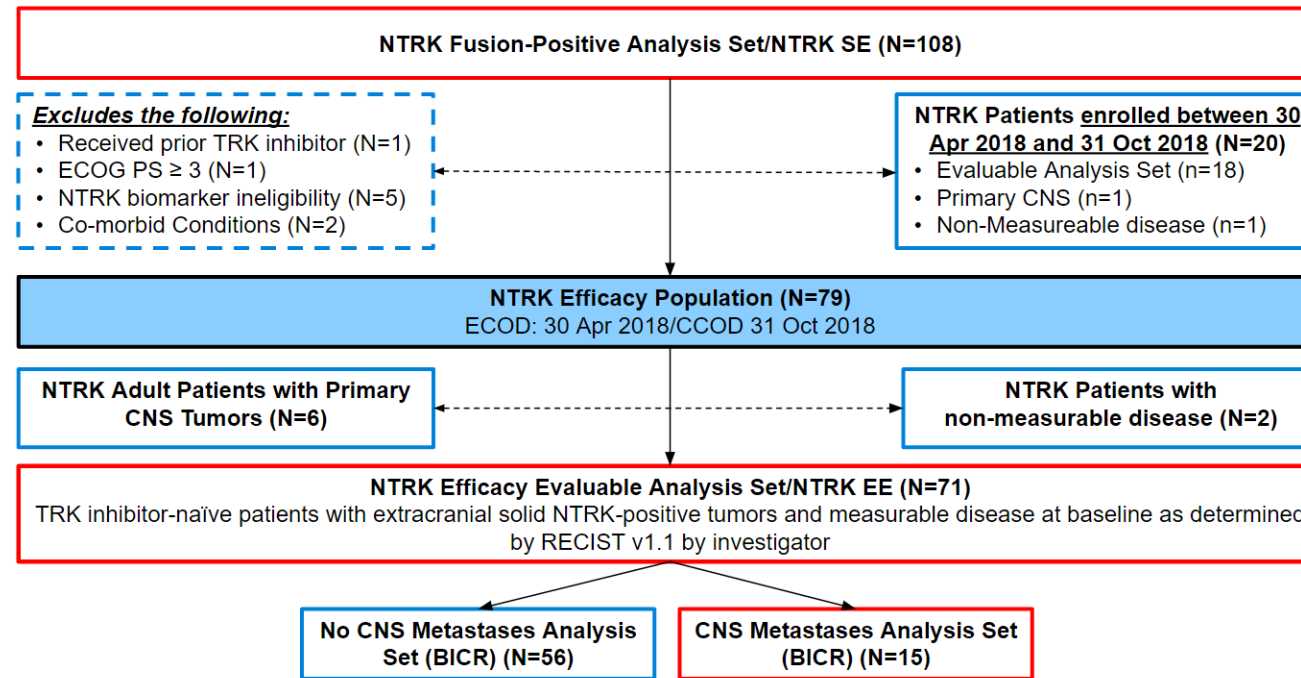 NTRK Fusion-Positive Analysis Set/NTRK SE (N=108)
Excludes the following:
• Received prior TRK inhibitor (N=1)
• ECOG PS ≥ 3 (N=1)
• NTRK biomarker ineligibility (N=5)
• Co-morbid Conditions (N=2)
NTRK Patients enrolled between 30
Apr 2018 and 31 Oct 2018 (N=20)
• Evaluable Analysis Set (n=18)
• Primary CNS (n=1)
• Non-Measureable disease (n=1)
NTRK Efficacy Population (N=79)
ECOD: 30 Apr 2018/CCOD 31 Oct 2018
NTRK Adult Patients with Primary
CNS Tumors (N=6)
NTRK Patients with
non-measurable disease (N=2)
NTRK Efficacy Evaluable Analysis Set/NTRK EE (N=71)
TRK inhibitor-naïve patients with extracranial solid NTRK-positive tumors and measurable disease at baseline as determined
by RECIST v1.1 by investigator
No CNS Metastases Analysis
Set (BICR) (N=56)
CNS Metastases Analysis Set
(BICR) (N=15)